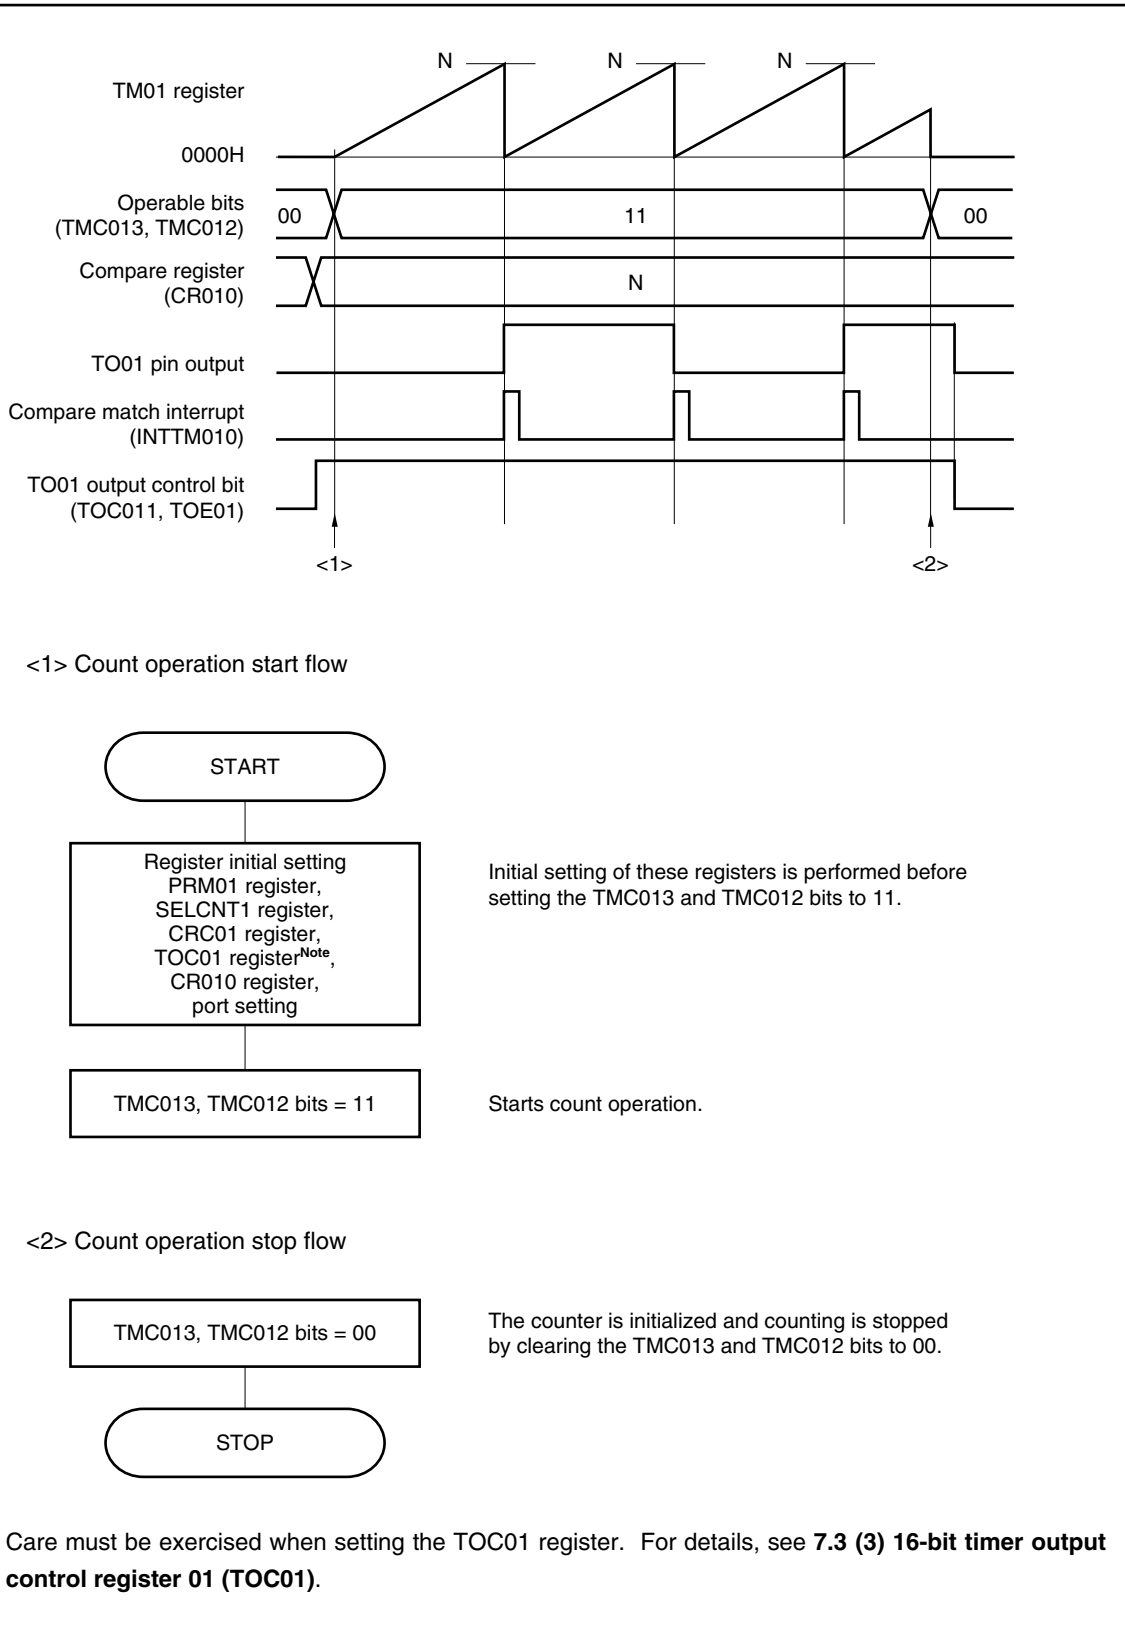 N N N
TM01 register
0000H
Operable bits
(TMC013, TMC012)
00 11 00
Compare register
(CR010)
N
TO01 pin output
Compare match interrupt
(INTTM010)
TO01 output control bit
(TOC011, TOE01)
<1> <2>
<1> Count operation start flow
START
Register initial setting
PRM01 register,
SELCNT1 register,
CRC01 register,
TOC01 registerNote,
CR010 register,
port setting
Initial setting of these registers is performed before
setting the TMC013 and TMC012 bits to 11.
TMC013, TMC012 bits = 11
Starts count operation.
<2> Count operation stop flow
TMC013, TMC012 bits = 00
The counter is initialized and counting is stopped
by clearing the TMC013 and TMC012 bits to 00.
STOP
Care must be exercised when setting the TOC01 register. For details, see 7.3 (3) 16-bit timer output
control register 01 (TOC01).